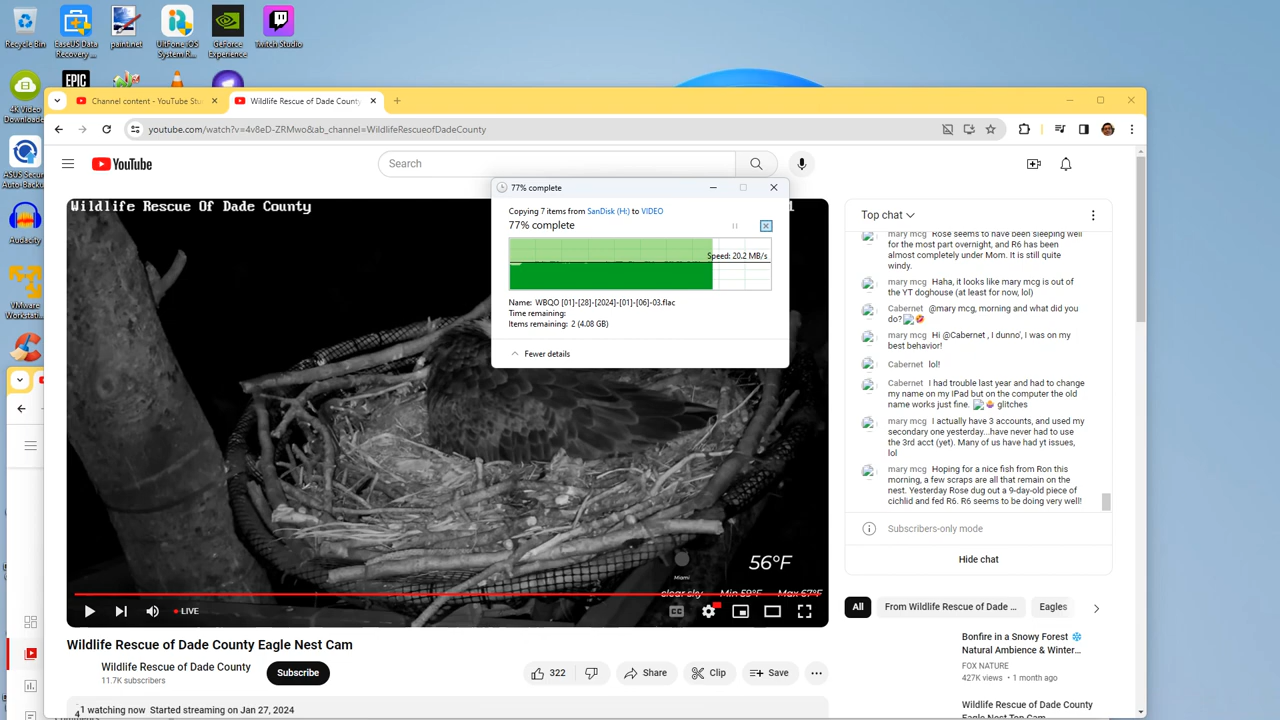 Recycle Bin
EaseUS Data
Recovery ...
paint.net
UltFone iOS
System R...
GeForce
Experience
Twitch Studio
4K Video
Downloade
ASUS Secur
Auto-Backu
Audacity
VMware
Workstati...
EPIC
Channel content - YouTube Stu
Wildlife Rescue of Dade County
youtube.com/watch?v=4v8eD-ZRMwo&ab_channel=WildlifeRescueofDadeCounty
YouTube
Search
Wildlife Rescue Of Dade County
77% complete
Copying 7 items from SanDisk (H:) to VIDEO
77% complete
Speed: 20.2 MB/s
Name: WBQO [01]-[28]-[2024]-[01]-[06]-03.flac
Time remaining:
Items remaining: 2 (4.08 GB)
Fewer details
56°F
Miami
clear sky Min 59°F Max 67°F
LIVE
CC
Wildlife Rescue of Dade County Eagle Nest Cam
Wildlife Rescue of Dade County
11.7K subscribers
Subscribe
322
Share
Clip
Save
1 watching now Started streaming on Jan 27, 2024
Top chat
mary mcg Rose seems to have been sleeping well
for the most part overnight, and R6 has been
almost completely under Mom. It is still quite
windy.
mary mcg Haha, it looks like mary mcg is out of
the YT doghouse (at least for now, lol)
Cabernet @mary mcg, morning and what did you
do?
mary mcg Hi @Cabernet , I dunno', I was on my
best behavior!
Cabernet lol!
Cabernet I had trouble last year and had to change
my name on my IPad but on the computer the old
name works just fine. glitches
mary mcg I actually have 3 accounts, and used my
secondary one yesterday...have never had to use
the 3rd acct (yet). Many of us have had yt issues,
lol
mary mcg Hoping for a nice fish from Ron this
morning, a few scraps are all that remain on the
nest. Yesterday Rose dug out a 9-day-old piece of
cichlid and fed R6. R6 seems to be doing very well!
Subscribers-only mode
Hide chat
All
From Wildlife Rescue of Dade ...
Eagles
Bonfire in a Snowy Forest ❄
Natural Ambience & Winter...
FOX NATURE
427K views • 1 month ago
Wildlife Rescue of Dade County
Eagle Nest Top Cam